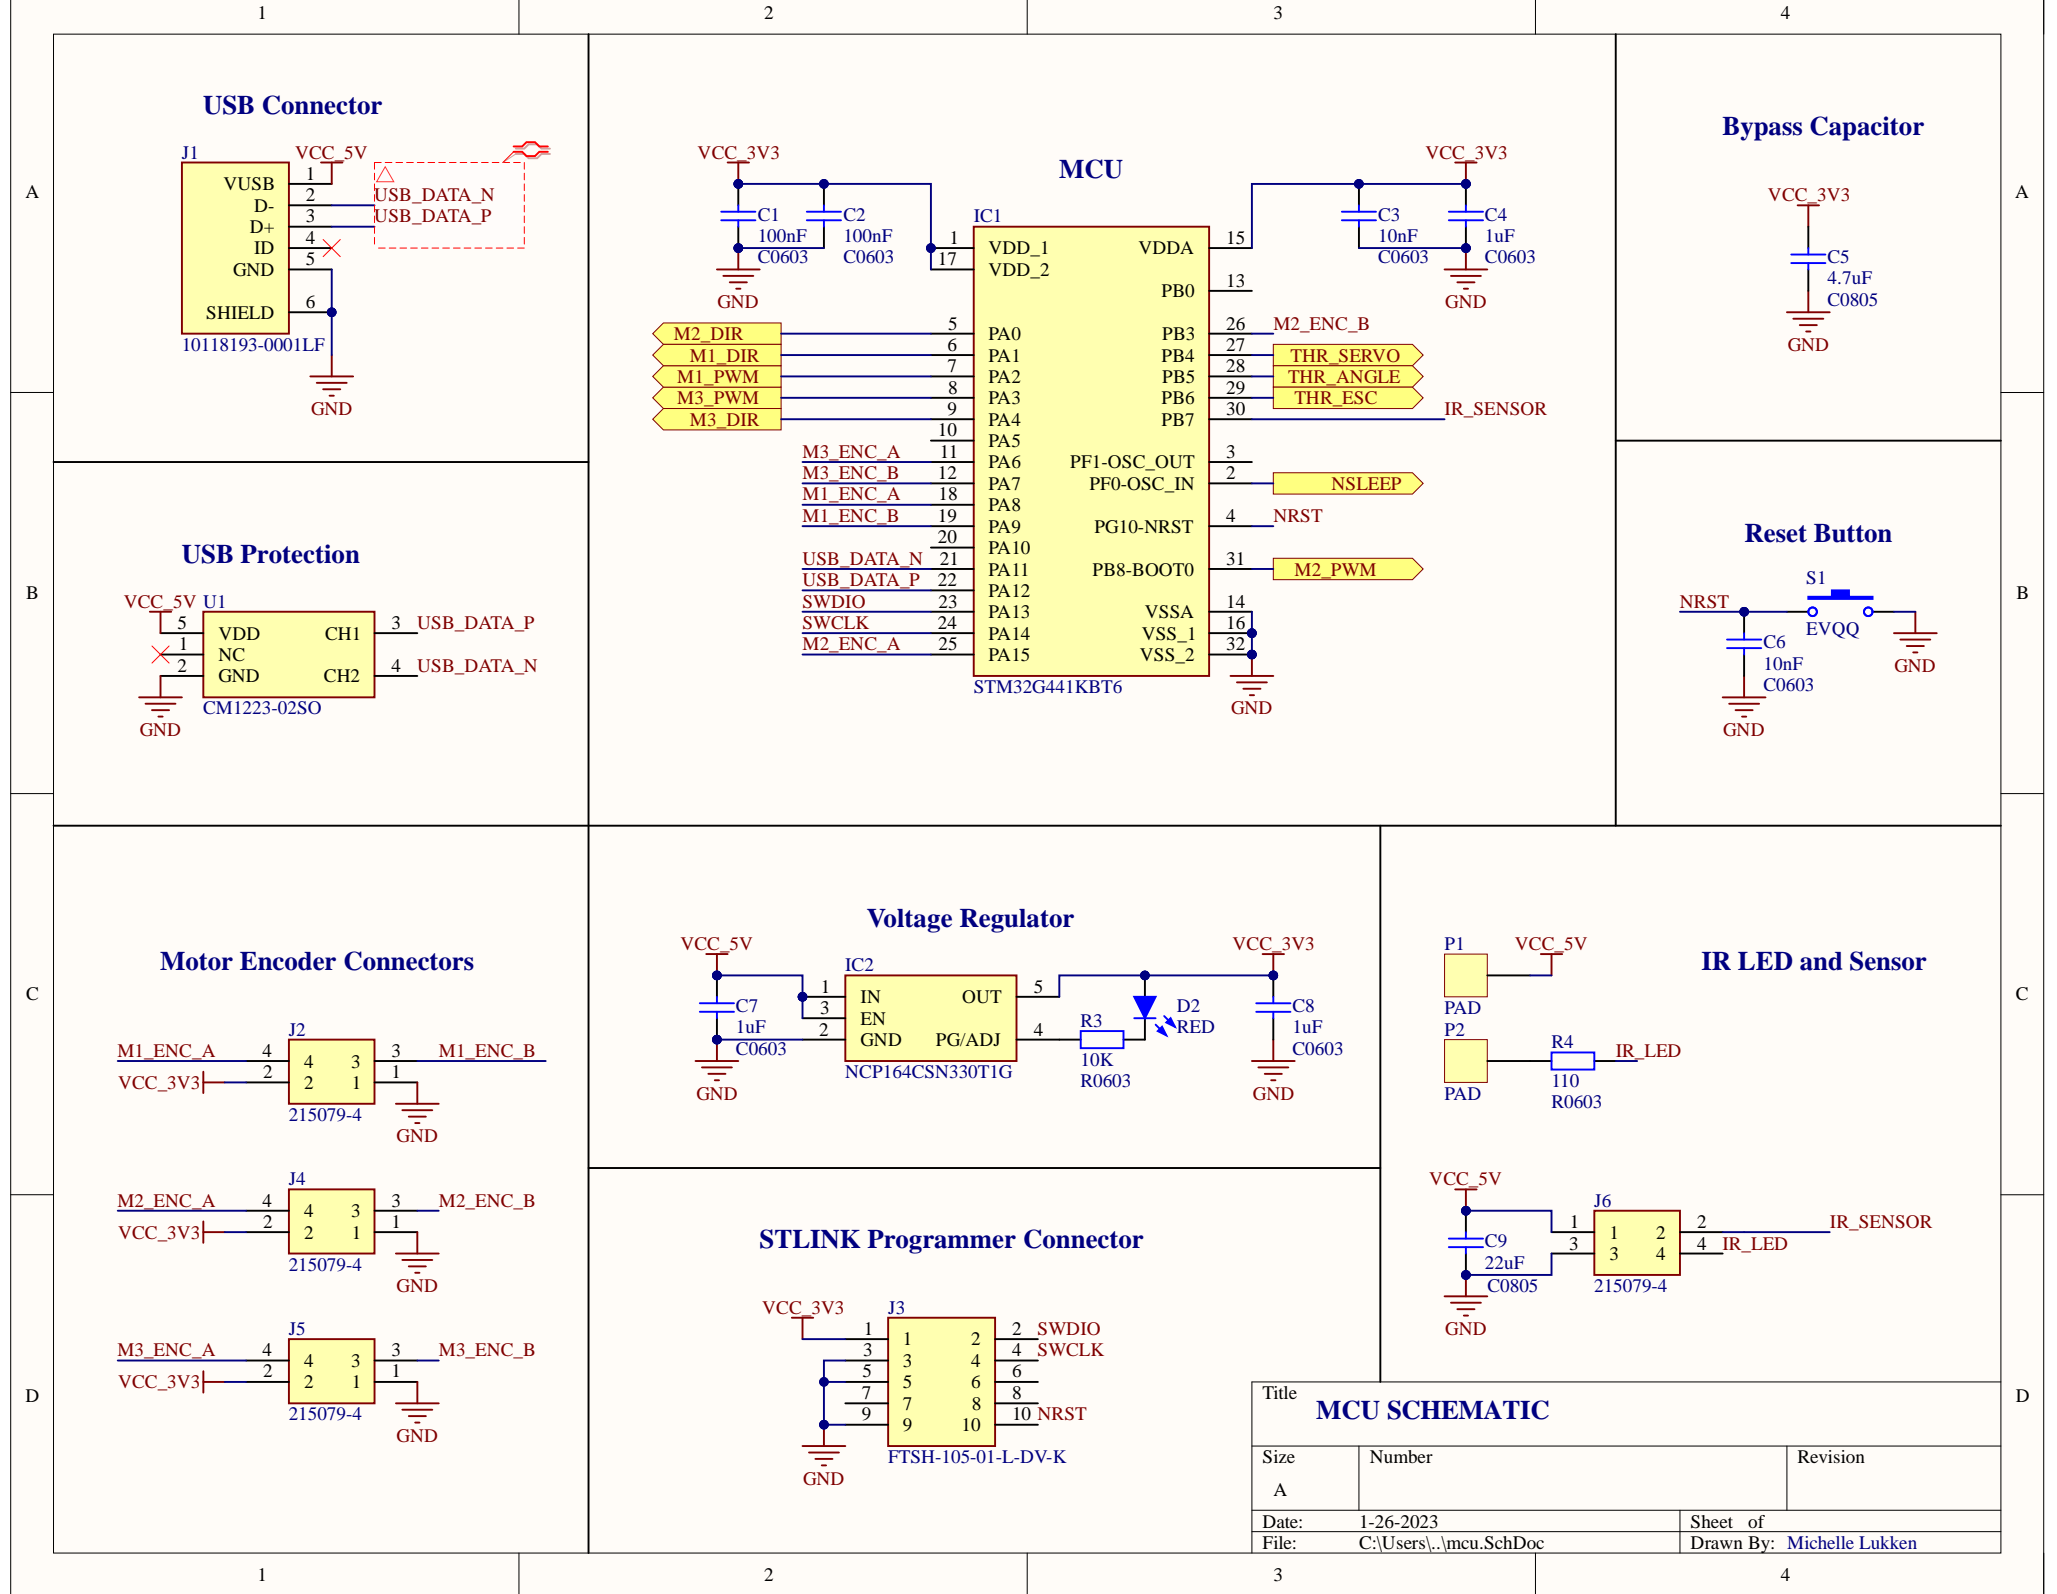 1 2 3 4
A
B
C
D
A
B
C
D
USB Connector
J1
VCC_5V
VUSB 1
D- 2 USB_DATA_N
D+ 3 USB_DATA_P
ID 4
GND 5
SHIELD 6
10118193-0001LF
GND
USB Protection
VCC_5V U1
5 VDD CH1 3 USB_DATA_P
1 NC
2 GND CH2 4 USB_DATA_N
CM1223-02SO
GND
MCU
VCC_3V3
C1
100nF
C0603
C2
100nF
C0603
GND
VCC_3V3
C3
10nF
C0603
C4
1uF
C0603
GND
IC1
1 VDD_1 VDDA 15
17 VDD_2
PB0 13
M2_DIR 5 PA0 PB3 26 M2_ENC_B
M1_DIR 6 PA1 PB4 27 THR_SERVO
M1_PWM 7 PA2 PB5 28 THR_ANGLE
M3_PWM 8 PA3 PB6 29 THR_ESC
M3_DIR 9 PA4 PB7 30 IR_SENSOR
10 PA5
M3_ENC_A 11 PA6 PF1-OSC_OUT 3
M3_ENC_B 12 PA7 PF0-OSC_IN 2 NSLEEP
M1_ENC_A 18 PA8
M1_ENC_B 19 PA9 PG10-NRST 4 NRST
20 PA10
USB_DATA_N 21 PA11 PB8-BOOT0 31 M2_PWM
USB_DATA_P 22 PA12
SWDIO 23 PA13 VSSA 14
SWCLK 24 PA14 VSS_1 16
M2_ENC_A 25 PA15 VSS_2 32
STM32G441KBT6
GND
Bypass Capacitor
VCC_3V3
C5
4.7uF
C0805
GND
Reset Button
S1
NRST
EVQQ
C6
10nF
C0603
GND
GND
Motor Encoder Connectors
J2
M1_ENC_A 4 4 3 3 M1_ENC_B
VCC_3V3 2 2 1 1
215079-4
GND
J4
M2_ENC_A 4 4 3 3 M2_ENC_B
VCC_3V3 2 2 1 1
215079-4
GND
J5
M3_ENC_A 4 4 3 3 M3_ENC_B
VCC_3V3 2 2 1 1
215079-4
GND
Voltage Regulator
VCC_5V
C7
1uF
C0603
GND
IC2
1 IN OUT 5
3 EN
2 GND PG/ADJ 4
NCP164CSN330T1G
R3
10K
R0603
D2
RED
VCC_3V3
C8
1uF
C0603
GND
STLINK Programmer Connector
VCC_3V3
J3
1 1 2 2 SWDIO
3 3 4 4 SWCLK
5 5 6 6
7 7 8 8
9 9 10 10 NRST
FTSH-105-01-L-DV-K
GND
IR LED and Sensor
P1
VCC_5V
PAD
P2
PAD
R4
110
R0603
IR_LED
VCC_5V
C9
22uF
C0805
GND
J6
1 1 2 2 IR_SENSOR
3 3 4 4 IR_LED
215079-4
Title
MCU SCHEMATIC
Size Number Revision
A
Date: 1-26-2023 Sheet of
File: C:\Users\..\mcu.SchDoc Drawn By: Michelle Lukken
1 2 3 4